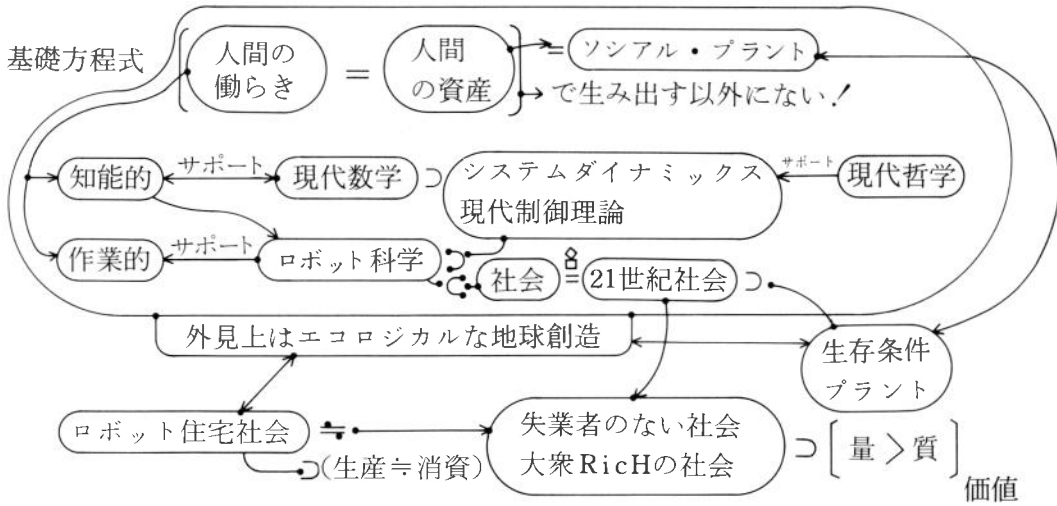 基礎方程式
人間の
働らき
=
人間
の資産
=
ソシアル・プラント
で生み出す以外にない!
知能的
サポート
現代数学
⊃
システムダイナミックス
現代制御理論
サポート
現代哲学
作業的
サポート
ロボット科学
社会
=
21世紀社会
⊃
外見上はエコロジカルな地球創造
生存条件
プラント
ロボット住宅社会
≒
⊃(生産≒消資)
失業者のない社会
大衆RicHの社会
⊃
[量>質]
価値